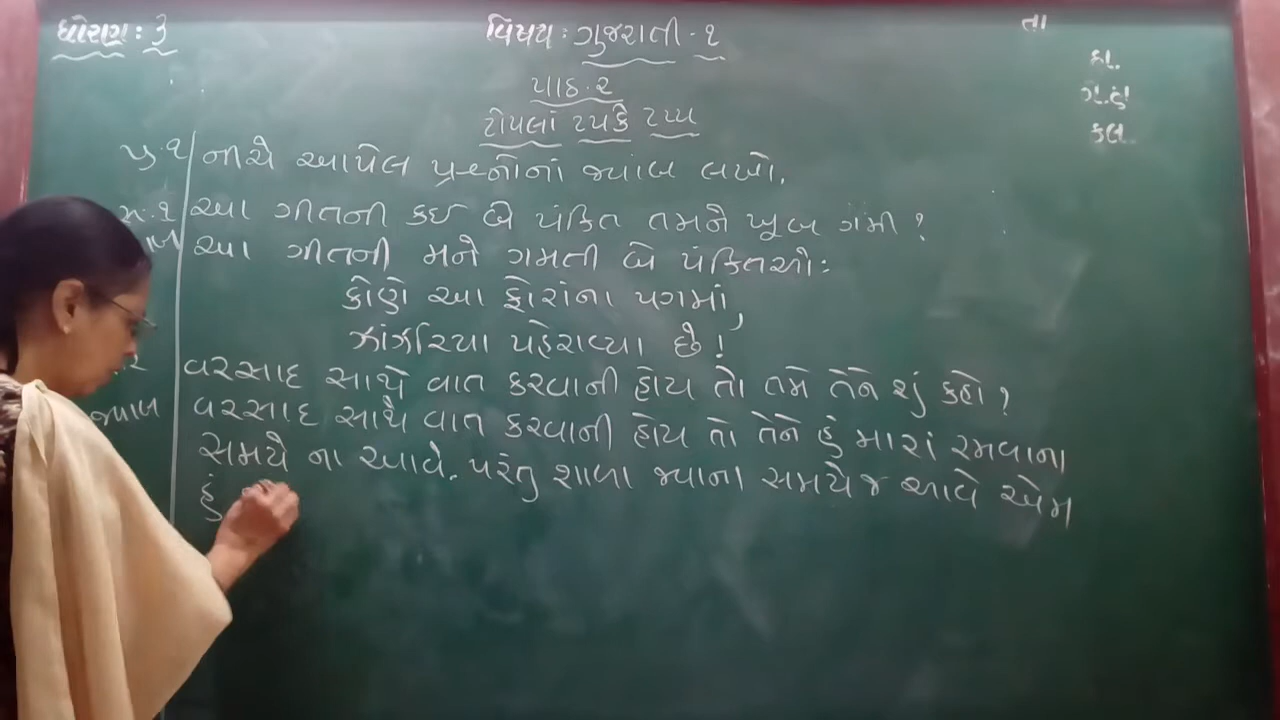 ધોરણ : ૩
વિષય : ગુજરાતી - ૧
તા
કા.
ગૃ.હા
કલ.
પાઠ.૨
ટીપલાં ટપકે ટપ્પ
પ્ર.૧ નીચે આપેલ પ્રશ્નોનાં જવાબ લખો.
૧ આ ગીતની કઈ બે પંક્તિ તમને ખૂબ ગમી ?
આ ગીતની મને ગમતી બે પંક્તિઓ:
કોણે આ ફોરાંના પગમાં,
ઝાંઝરિયા પહેરાવ્યા છે !
૨ વરસાદ સાથે વાત કરવાની હોય તો તમે તેને શું કહો ?
જવાબ વરસાદ સાથે વાત કરવાની હોય તો તેને હું મારાં રમવાના
સમયે ના આવે. પરંતુ શાળા જવાના સમયે જ આવે એમ
હું